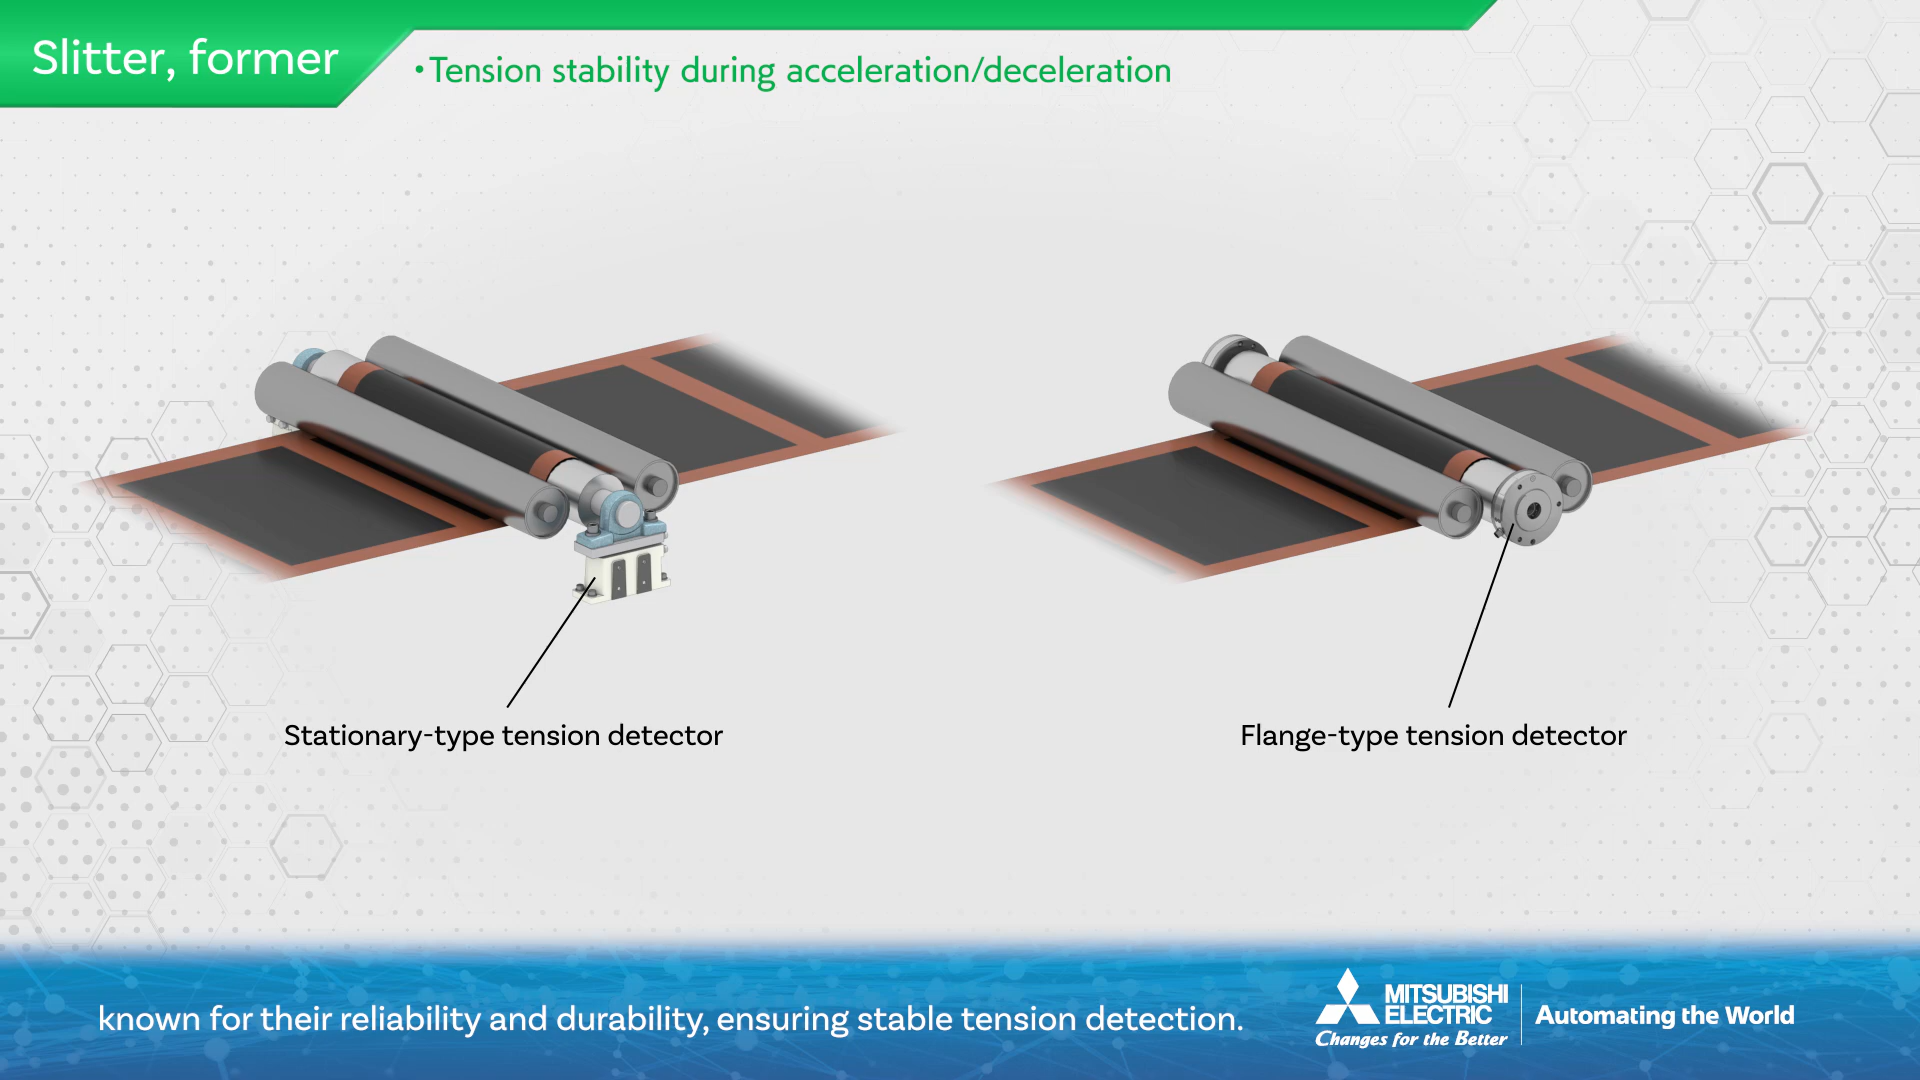 Slitter, former
•Tension stability during acceleration/deceleration
Stationary-type tension detector
Flange-type tension detector
known for their reliability and durability, ensuring stable tension detection.
MITSUBISHI
ELECTRIC
Changes for the Better
Automating the World